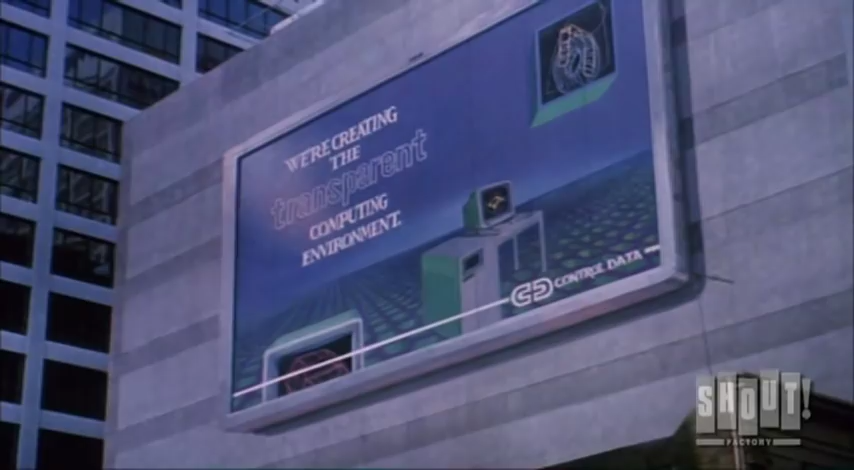 WE'RE CREATING
THE
transparent
COMPUTING
ENVIRONMENT.
CONTROL DATA
SHOUT!
FACTORY